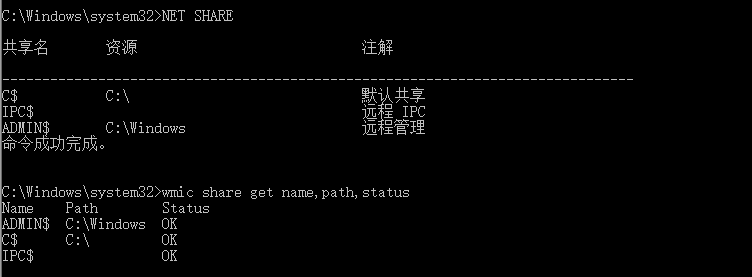 C:\Windows\system32>NET SHARE
共享名 资源 注解
-------------------------------------------------------------------------------
C$ C:\ 默认共享
IPC$ 远程 IPC
ADMIN$ C:\Windows 远程管理
命令成功完成。
C:\Windows\system32>wmic share get name,path,status
Name Path Status
ADMIN$ C:\Windows OK
C$ C:\ OK
IPC$ OK